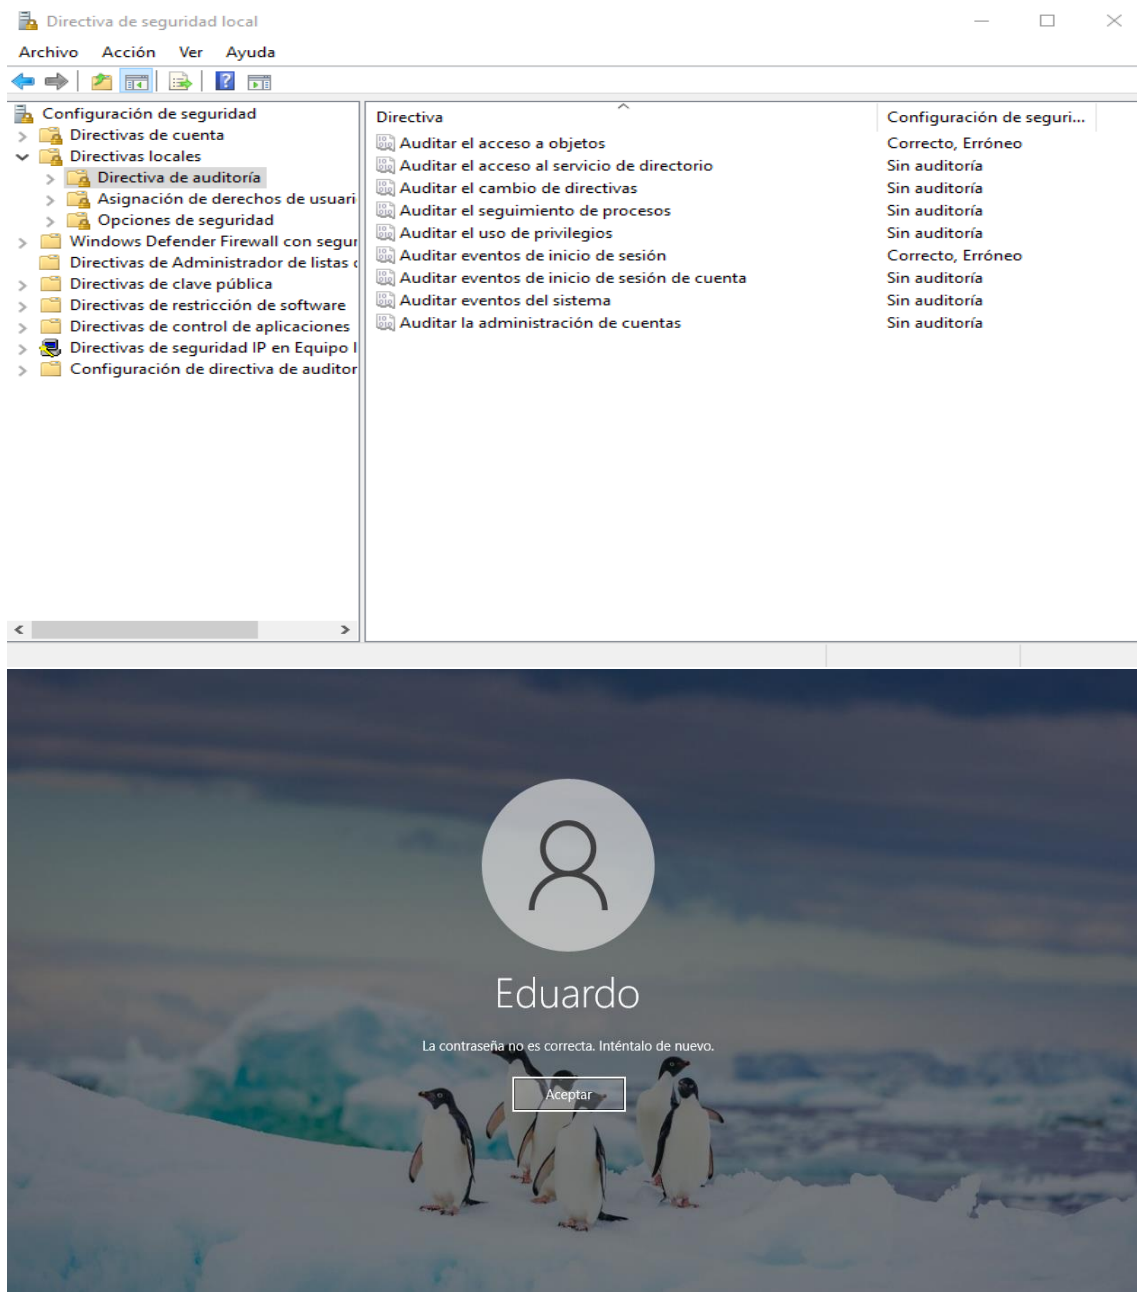 Directiva de seguridad local
Archivo Acción Ver Ayuda
Configuración de seguridad
Directivas de cuenta
Directivas locales
Directiva de auditoría
Asignación de derechos de usuari
Opciones de seguridad
Windows Defender Firewall con segur
Directivas de Administrador de listas
Directivas de clave pública
Directivas de restricción de software
Directivas de control de aplicaciones
Directivas de seguridad IP en Equipo l
Configuración de directiva de auditor
Directiva Configuración de seguri...
Auditar el acceso a objetos Correcto, Erróneo
Auditar el acceso al servicio de directorio Sin auditoría
Auditar el cambio de directivas Sin auditoría
Auditar el seguimiento de procesos Sin auditoría
Auditar el uso de privilegios Sin auditoría
Auditar eventos de inicio de sesión Correcto, Erróneo
Auditar eventos de inicio de sesión de cuenta Sin auditoría
Auditar eventos del sistema Sin auditoría
Auditar la administración de cuentas Sin auditoría
Eduardo
La contraseña no es correcta. Inténtalo de nuevo.
Aceptar